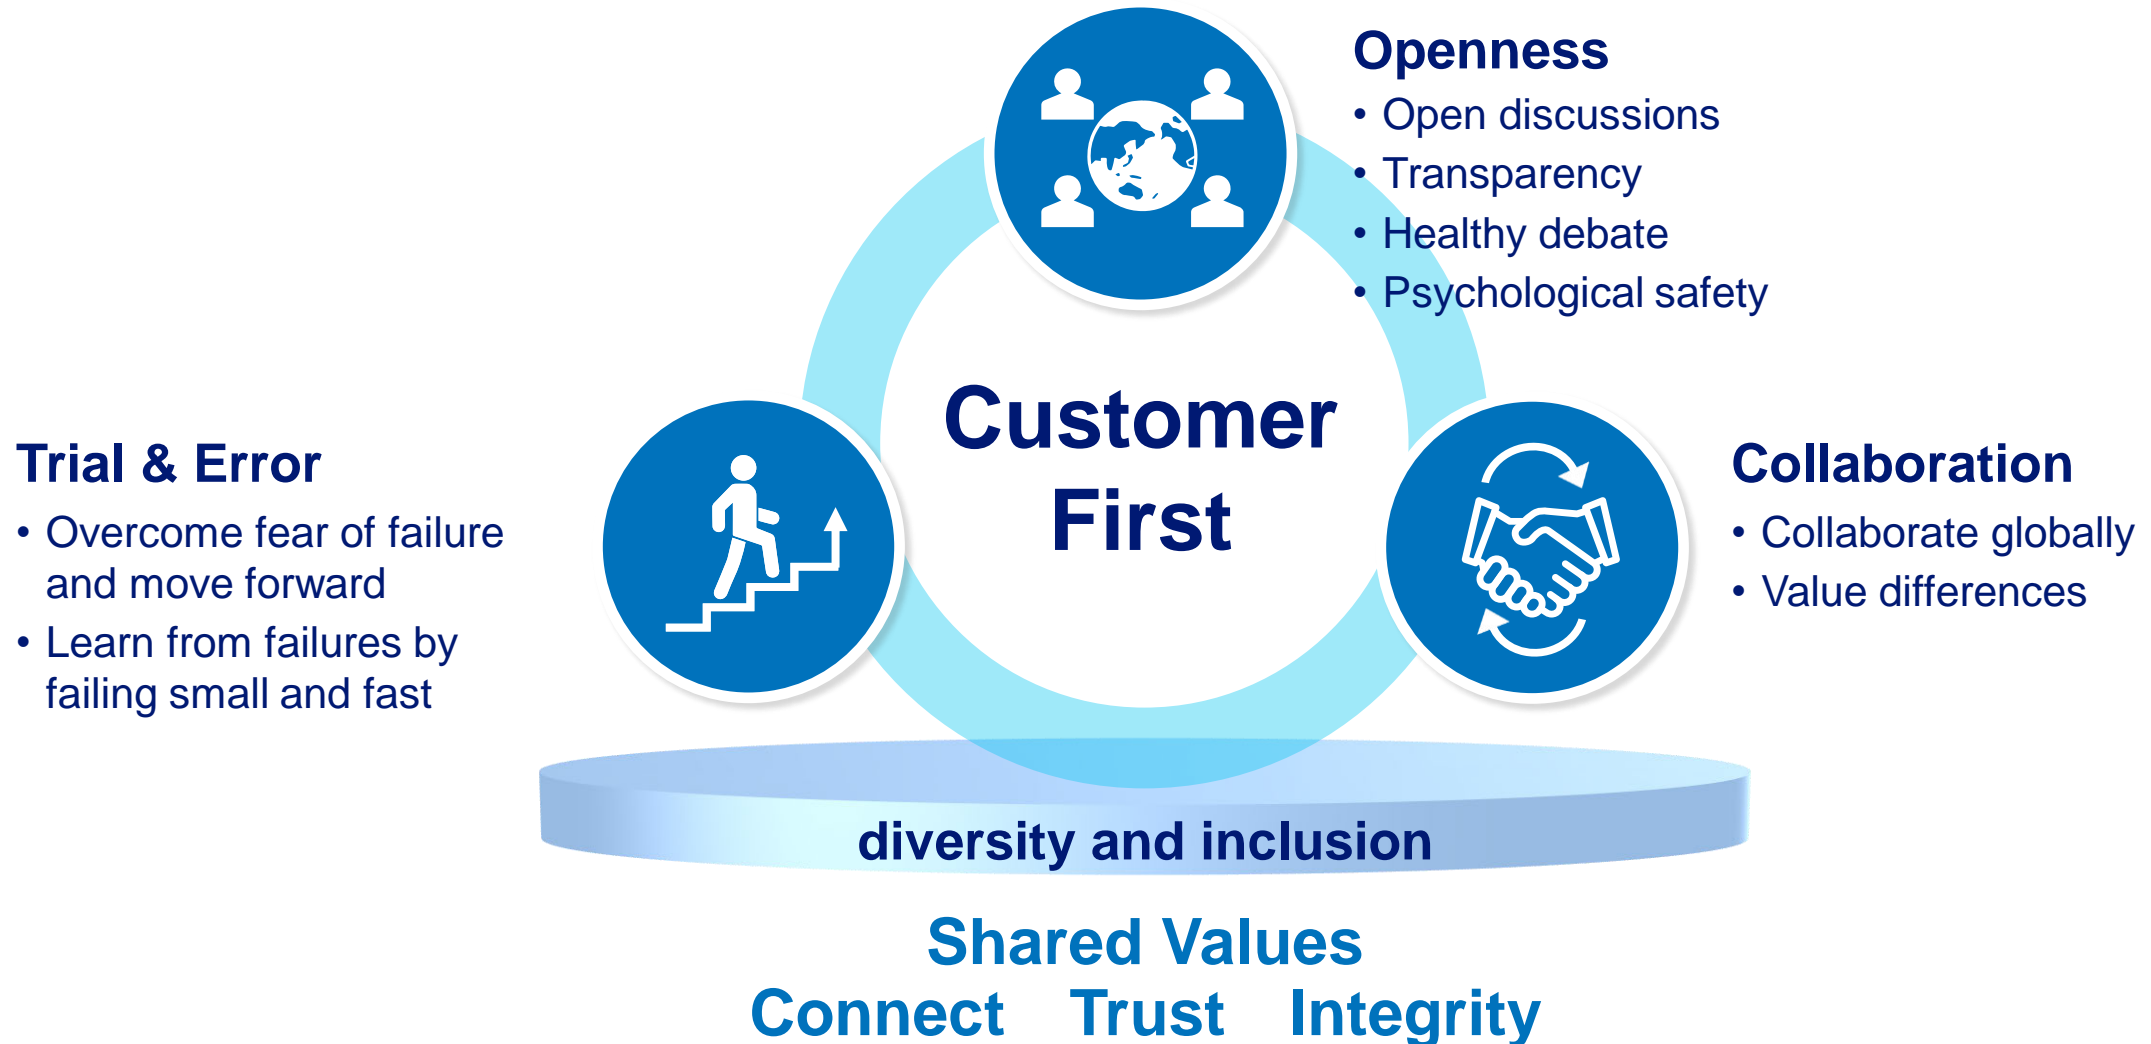 Openness
• Open discussions
• Transparency
• Healthy debate
• Psychological safety
Customer
First
Trial & Error
• Overcome fear of failure
and move forward
• Learn from failures by
failing small and fast
Collaboration
• Collaborate globally
• Value differences
diversity and inclusion
Shared Values
Connect Trust Integrity